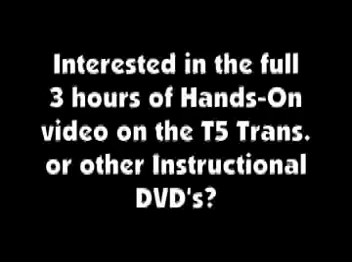 Interested in the full
3 hours of Hands-On
video on the T5 Trans.
or other Instructional
DVD's?